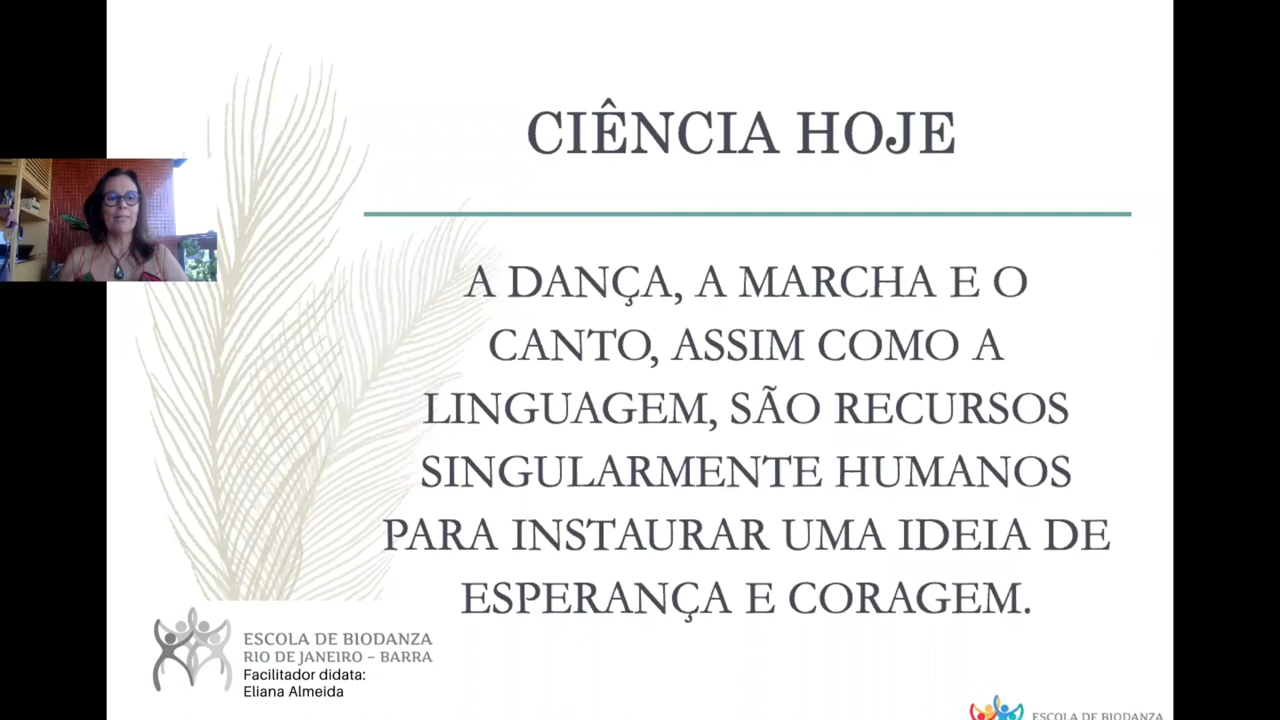 CIÊNCIA HOJE
A DANÇA, A MARCHA E O
CANTO, ASSIM COMO A
LINGUAGEM, SÃO RECURSOS
SINGULARMENTE HUMANOS
PARA INSTAURAR UMA IDEIA DE
ESPERANÇA E CORAGEM.
ESCOLA DE BIODANZA
RIO DE JANEIRO – BARRA
Facilitador didata:
Eliana Almeida
ESCOLA DE BIODANZA